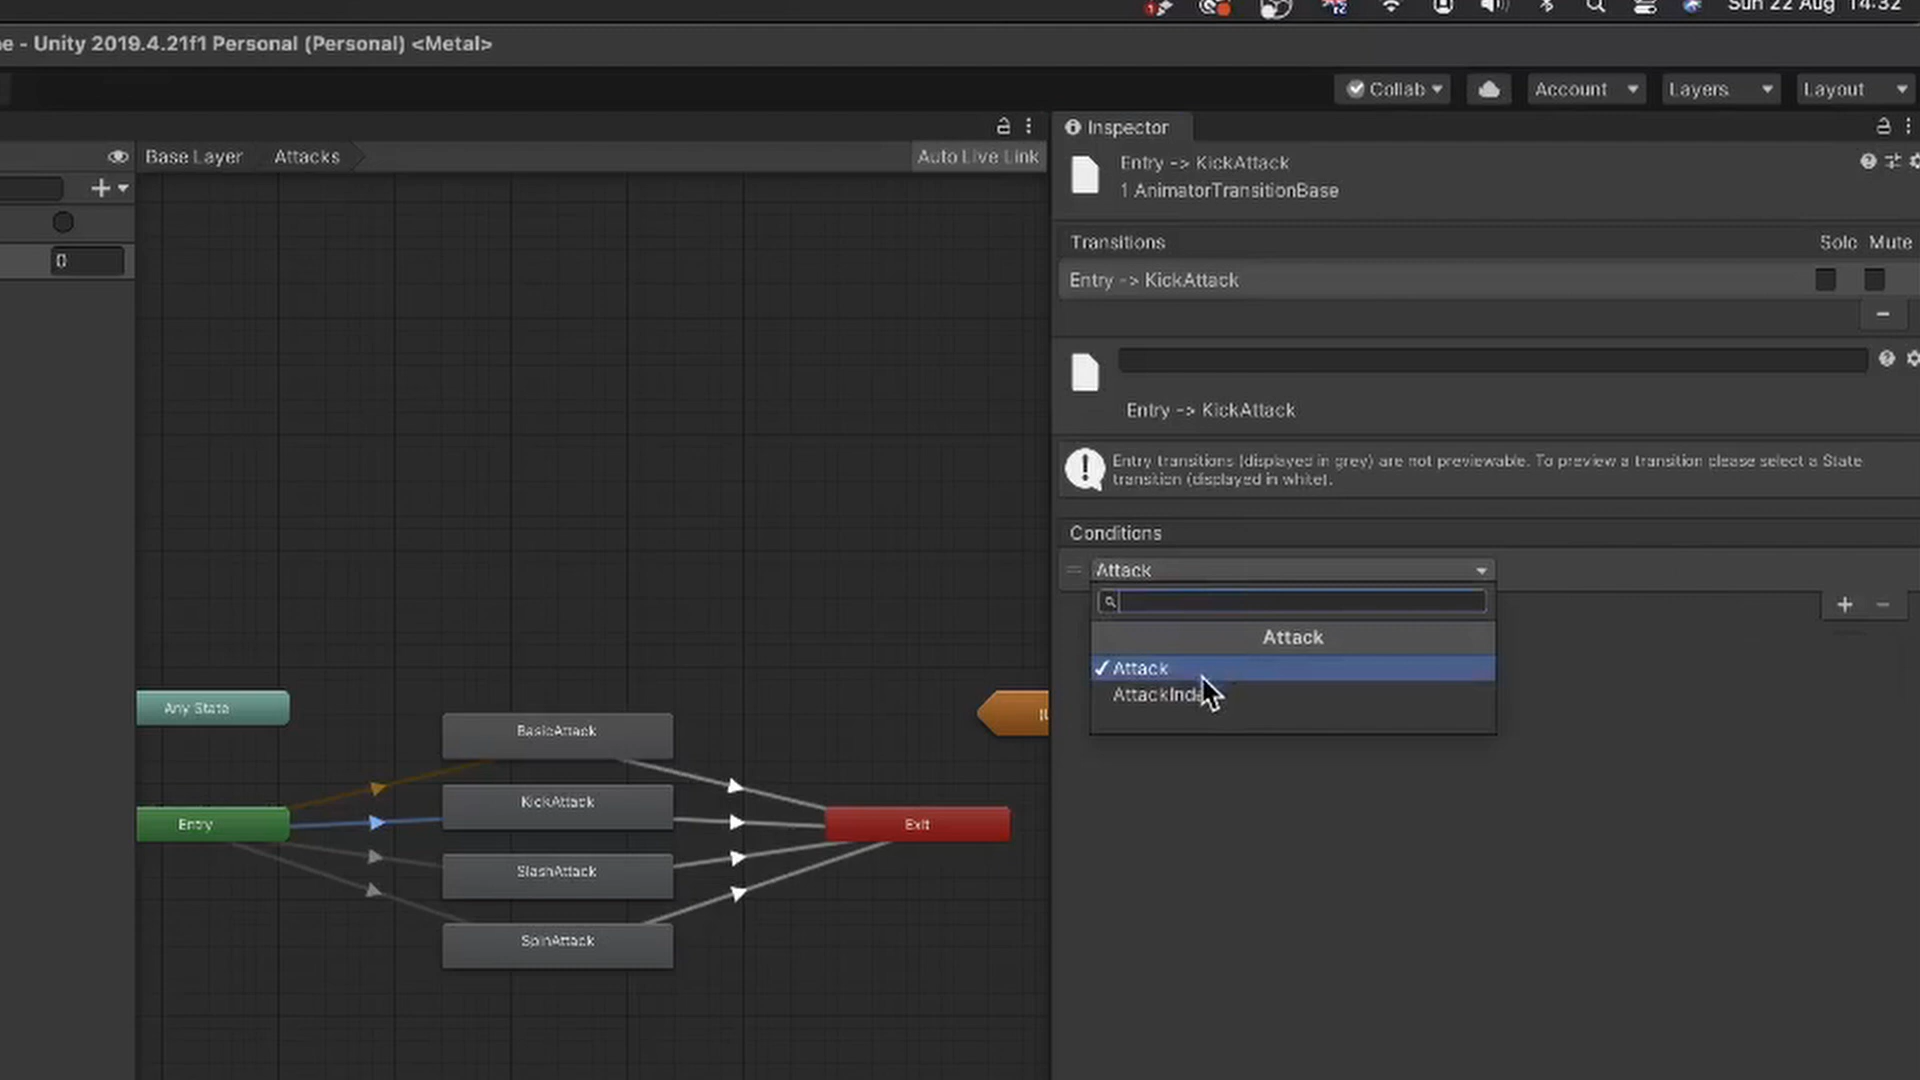 Sun 22 Aug 14:32
- Unity 2019.4.21f1 Personal (Personal) <Metal>
Collab
Account
Layers
Layout
Inspector
Base Layer
Attacks
Auto Live Link
Entry -> KickAttack
1 AnimatorTransitionBase
0
Transitions
Solo
Mute
Entry -> KickAttack
Entry -> KickAttack
Entry transitions (displayed in grey) are not previewable. To preview a transition please select a State
transition (displayed in white).
Conditions
Attack
Attack
Attack
Any State
BasicAttack
KickAttack
Entry
Exit
SlashAttack
SpinAttack